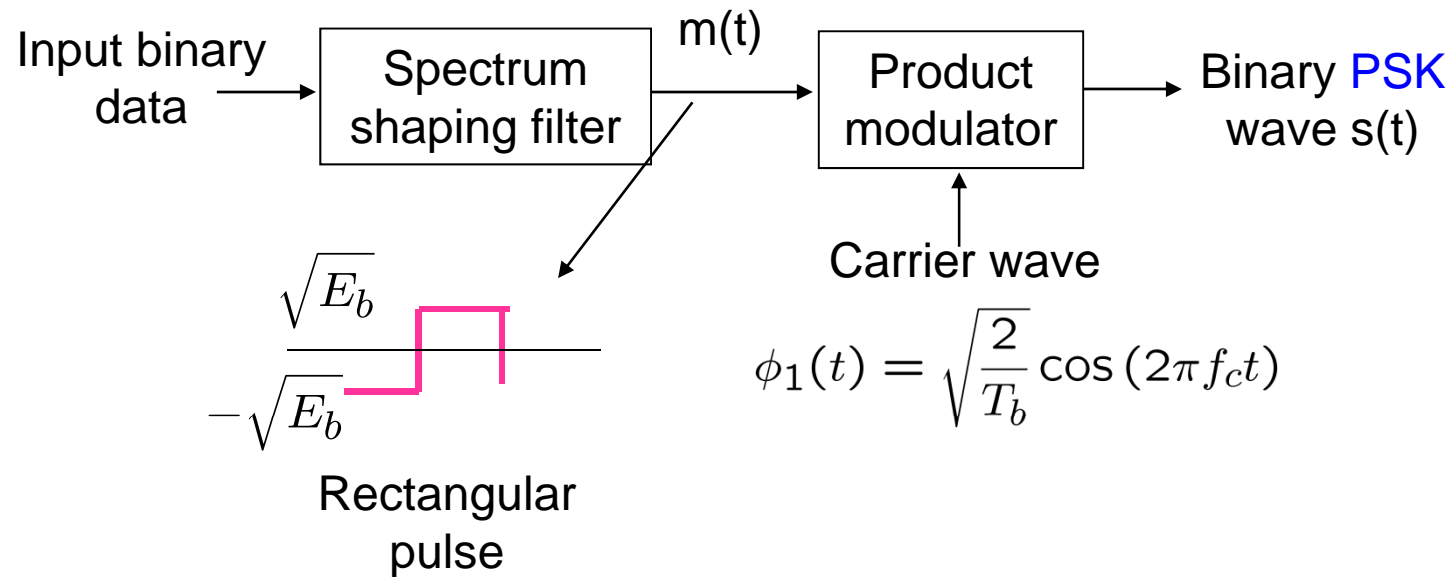 Input binary
data
Spectrum
shaping filter
m(t)
Product
modulator
Binary PSK
wave s(t)
Carrier wave
√E_b
-√E_b
ϕ₁(t) = √(2/T_b) cos (2πf_c t)
Rectangular
pulse